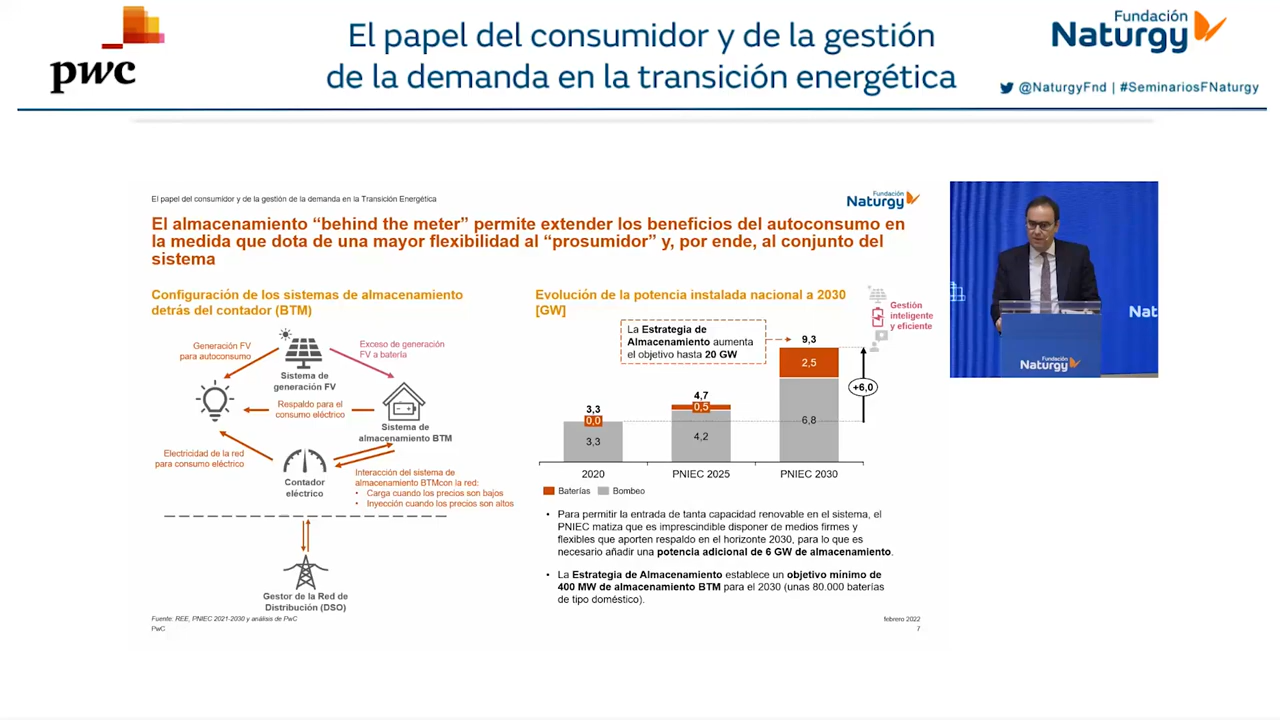 pwc
El papel del consumidor y de la gestión
de la demanda en la transición energética
Fundación
Naturgy
@NaturgyFnd | #SeminariosFNaturgy
El papel del consumidor y de la gestión de la demanda en la Transición Energética
Fundación
Naturgy
El almacenamiento “behind the meter” permite extender los beneficios del autoconsumo en
la medida que dota de una mayor flexibilidad al “prosumidor” y, por ende, al conjunto del
sistema
Configuración de los sistemas de almacenamiento
detrás del contador (BTM)
Generación FV
para autoconsumo
Exceso de generación
FV a batería
Sistema de
generación FV
Respaldo para el
consumo eléctrico
Sistema de
almacenamiento BTM
Electricidad de la red
para consumo eléctrico
Contador
eléctrico
Interacción del sistema de
almacenamiento BTMcon la red:
• Carga cuando los precios son bajos
• Inyección cuando los precios son altos
Gestor de la Red de
Distribución (DSO)
Evolución de la potencia instalada nacional a 2030
[GW]
Gestión
inteligente
y eficiente
La Estrategia de
Almacenamiento aumenta
el objetivo hasta 20 GW
9,3
2,5
+6,0
4,7
0,5
3,3
0,0
6,8
4,2
3,3
2020
PNIEC 2025
PNIEC 2030
Baterías
Bombeo
• Para permitir la entrada de tanta capacidad renovable en el sistema, el
PNIEC matiza que es imprescindible disponer de medios firmes y
flexibles que aporten respaldo en el horizonte 2030, para lo que es
necesario añadir una potencia adicional de 6 GW de almacenamiento.
• La Estrategia de Almacenamiento establece un objetivo mínimo de
400 MW de almacenamiento BTM para el 2030 (unas 80.000 baterías
de tipo doméstico).
Fuente: REE, PNIEC 2021-2030 y análisis de PwC
PwC
febrero 2022
7
Nat
Fundación
Naturgy